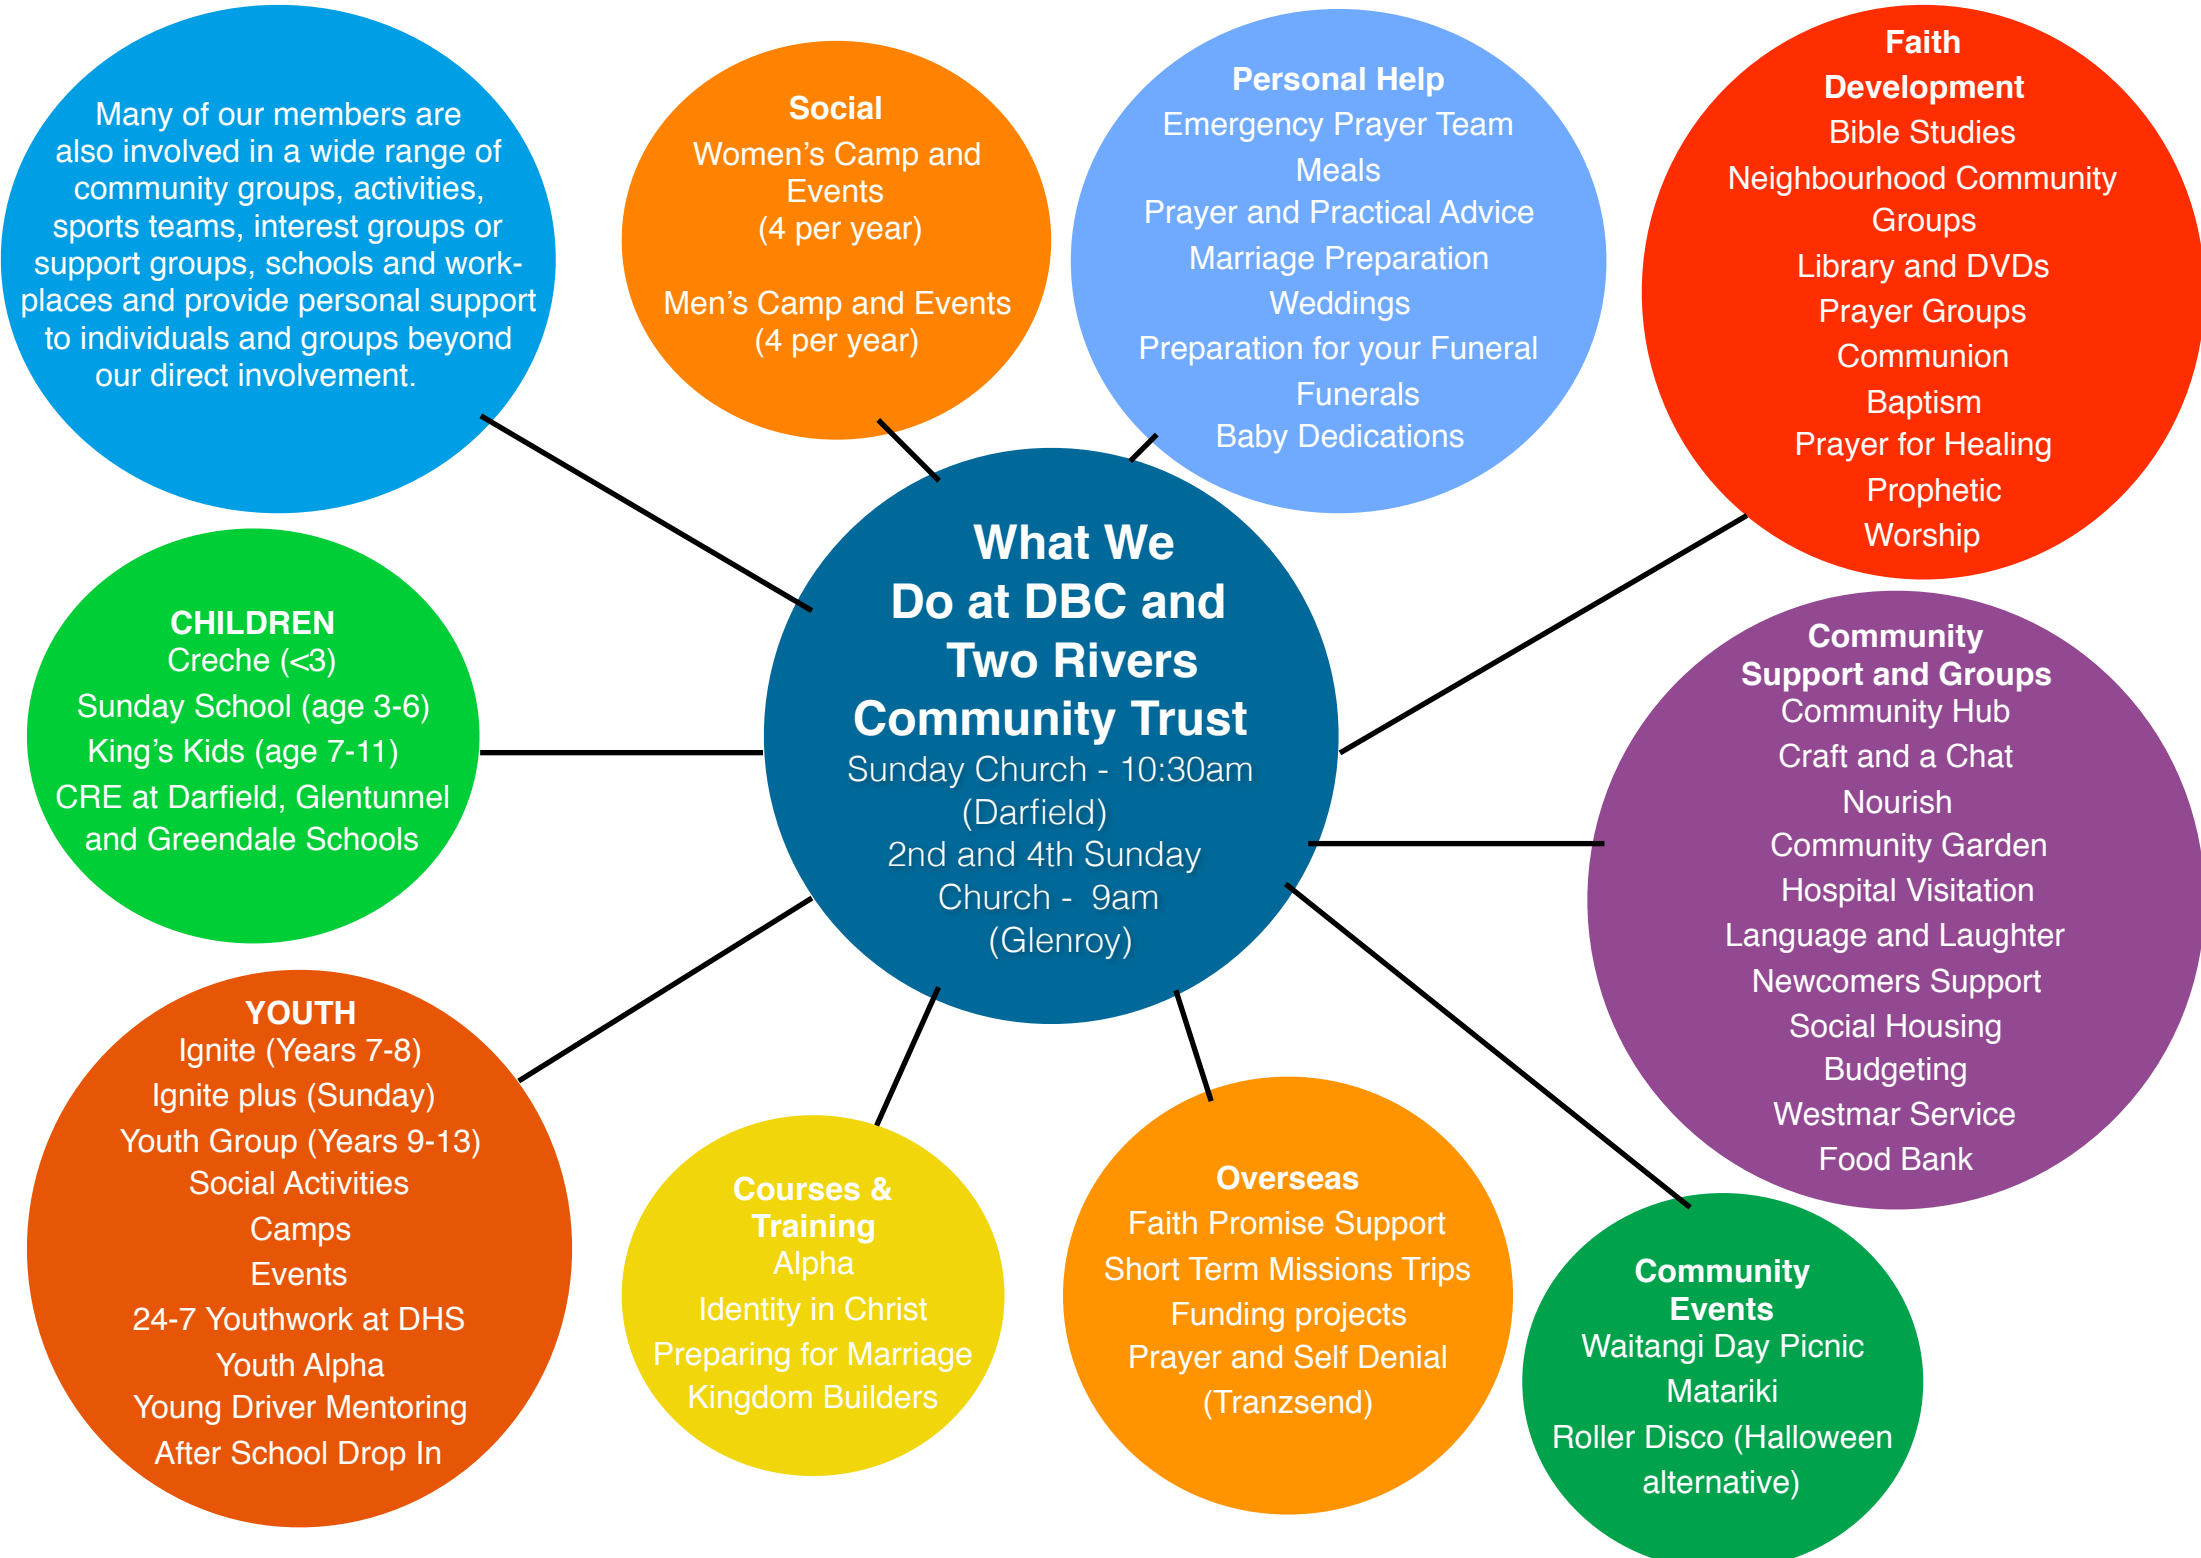 Many of our members are
also involved in a wide range of
community groups, activities,
sports teams, interest groups or
support groups, schools and work-
places and provide personal support
to individuals and groups beyond
our direct involvement.
Social
Women’s Camp and
Events
(4 per year)
Men’s Camp and Events
(4 per year)
Personal Help
Emergency Prayer Team
Meals
Prayer and Practical Advice
Marriage Preparation
Weddings
Preparation for your Funeral
Funerals
Baby Dedications
Faith
Development
Bible Studies
Neighbourhood Community
Groups
Library and DVDs
Prayer Groups
Communion
Baptism
Prayer for Healing
Prophetic
Worship
What We
Do at DBC and
Two Rivers
Community Trust
Sunday Church - 10:30am
(Darfield)
2nd and 4th Sunday
Church - 9am
(Glenroy)
CHILDREN
Creche (<3)
Sunday School (age 3-6)
King’s Kids (age 7-11)
CRE at Darfield, Glentunnel
and Greendale Schools
Community
Support and Groups
Community Hub
Craft and a Chat
Nourish
Community Garden
Hospital Visitation
Language and Laughter
Newcomers Support
Social Housing
Budgeting
Westmar Service
Food Bank
YOUTH
Ignite (Years 7-8)
Ignite plus (Sunday)
Youth Group (Years 9-13)
Social Activities
Camps
Events
24-7 Youthwork at DHS
Youth Alpha
Young Driver Mentoring
After School Drop In
Courses &
Training
Alpha
Identity in Christ
Preparing for Marriage
Kingdom Builders
Overseas
Faith Promise Support
Short Term Missions Trips
Funding projects
Prayer and Self Denial
(Tranzsend)
Community
Events
Waitangi Day Picnic
Matariki
Roller Disco (Halloween
alternative)